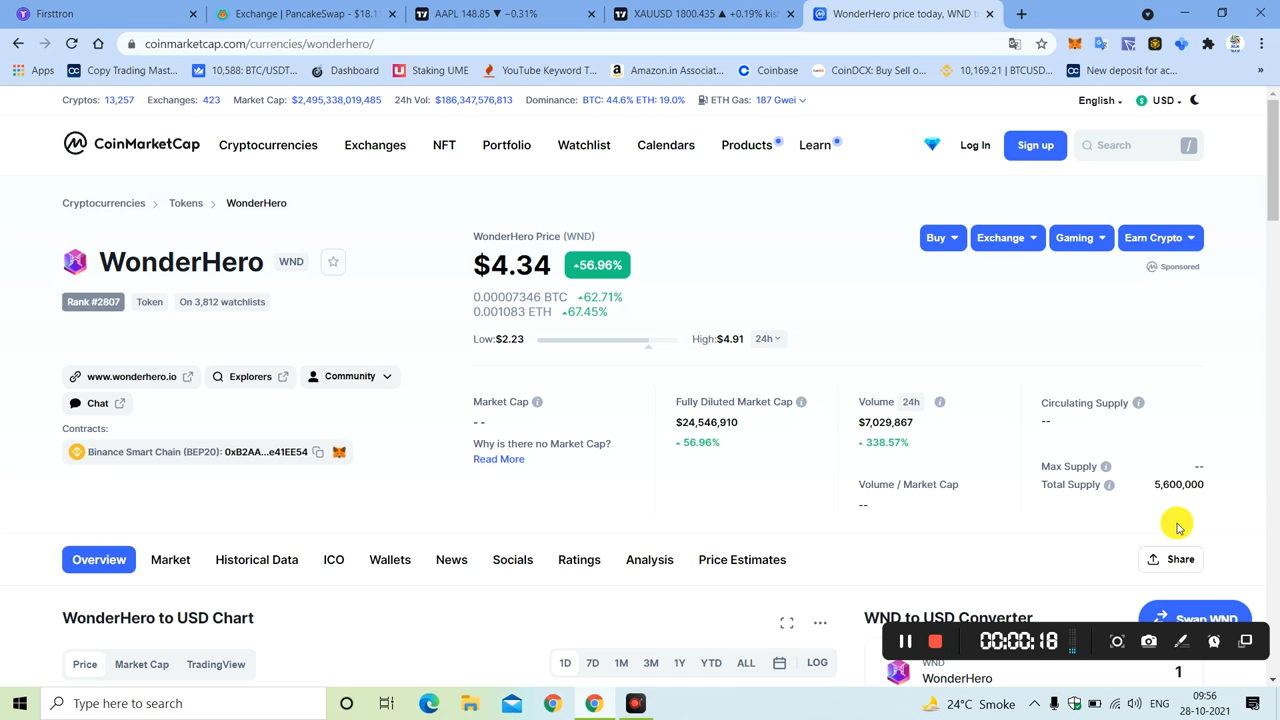 Firstron
Coinmarketcap - $18.1
AAPL 148.85 −0.31%
XAUUSD 1800.435 ▲ +0.19% kis
WonderHero price today, WND t
coinmarketcap.com/currencies/wonderhero/
Apps
Copy Trading Mast...
10,588: BTC/USDT...
Dashboard
Staking UME
YouTube Keyword T...
Amazon.in Associat...
Coinbase
CoinDCX: Buy Sell o...
10,169.21 | BTCUSD...
New deposit for ac...
»
Cryptos: 13,257 Exchanges: 423 Market Cap: $2,495,338,019,485 24h Vol: $186,347,576,813 Dominance: BTC: 44.6% ETH: 19.0% ETH Gas: 187 Gwei
English
USD
CoinMarketCap
Cryptocurrencies Exchanges NFT Portfolio Watchlist Calendars Products Learn
Log In
Sign up
Search /
Cryptocurrencies > Tokens > WonderHero
WonderHero WND
Rank #2807
Token
On 3,812 watchlists
www.wonderhero.io
Explorers
Community
Chat
Contracts:
Binance Smart Chain (BEP20): 0xB2AA...e41EE54
WonderHero Price (WND)
$4.34 56.96%
0.00007346 BTC 62.71%
0.001083 ETH 67.45%
Low:$2.23 High:$4.91 24h
Buy
Exchange
Gaming
Earn Crypto
Sponsored
Market Cap
- -
Why is there no Market Cap?
Read More
Fully Diluted Market Cap
$24,546,910
56.96%
Volume 24h
$7,029,867
338.57%
Volume / Market Cap
--
Circulating Supply
--
Max Supply --
Total Supply 5,600,000
Overview Market Historical Data ICO Wallets News Socials Ratings Analysis Price Estimates
Share
WonderHero to USD Chart
Price Market Cap TradingView
1D 7D 1M 3M 1Y YTD ALL LOG
WND to USD Converter
Swap WND
WND
WonderHero
1
00:06:18
Type here to search
24°C Smoke
ENG
09:56
28-10-2021